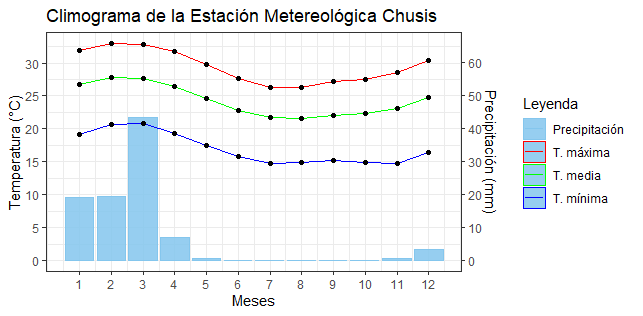 Climograma de la Estación Metereológica Chusis
Temperatura (°C)
30
25
20
15
10
5
0
60
50
40
30
20
10
0
Precipitación (mm)
1 2 3 4 5 6 7 8 9 10 11 12
Meses
Leyenda
Precipitación
T. máxima
T. media
T. mínima